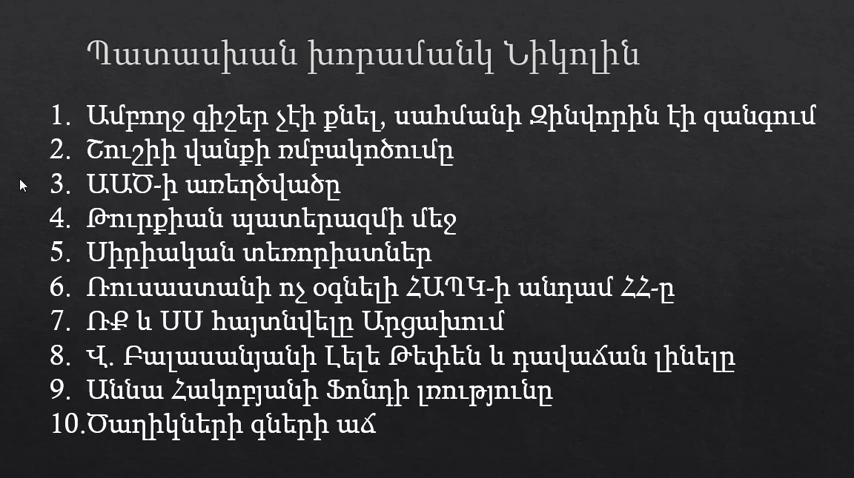 Պատասխան խորամանկ Նիկոլին
1. Ամբողջ գիշեր չէի քնել, սահմանի Զինվորին էի զանգում
2. Շուշիի վանքի ռմբակոծումը
3. ԱԱԾ-ի առեղծվածը
4. Թուրքիան պատերազմի մեջ
5. Սիրիական տեռորիստներ
6. Ռուսաստանի ոչ օգնելի ՀԱՊԿ-ի անդամ ՀՀ-ը
7. ՌՔ և ՍՍ հայտնվելը Արցախում
8. Վ. Բալասանյանի Լելե Թեփեն և դավաճան լինելը
9. Աննա Հակոբյանի Ֆոնդի լռությունը
10.Ծաղիկների գների աճ